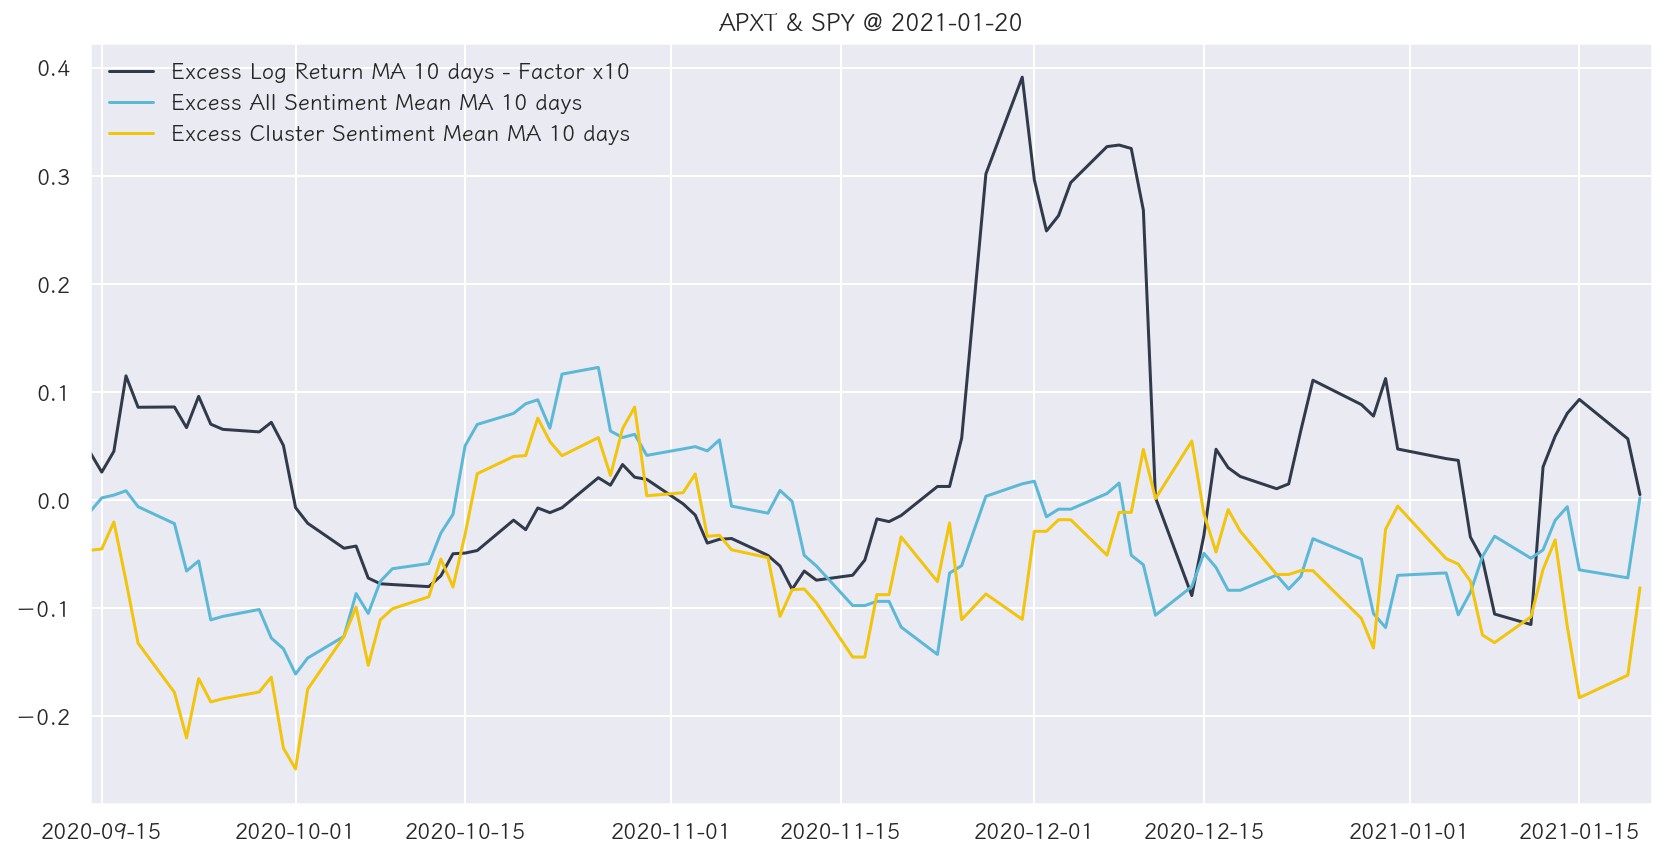 APXT & SPY @ 2021-01-20
Excess Log Return MA 10 days - Factor x10
Excess All Sentiment Mean MA 10 days
Excess Cluster Sentiment Mean MA 10 days
0.4
0.3
0.2
0.1
0.0
−0.1
−0.2
2020-09-15 2020-10-01 2020-10-15 2020-11-01 2020-11-15 2020-12-01 2020-12-15 2021-01-01 2021-01-15